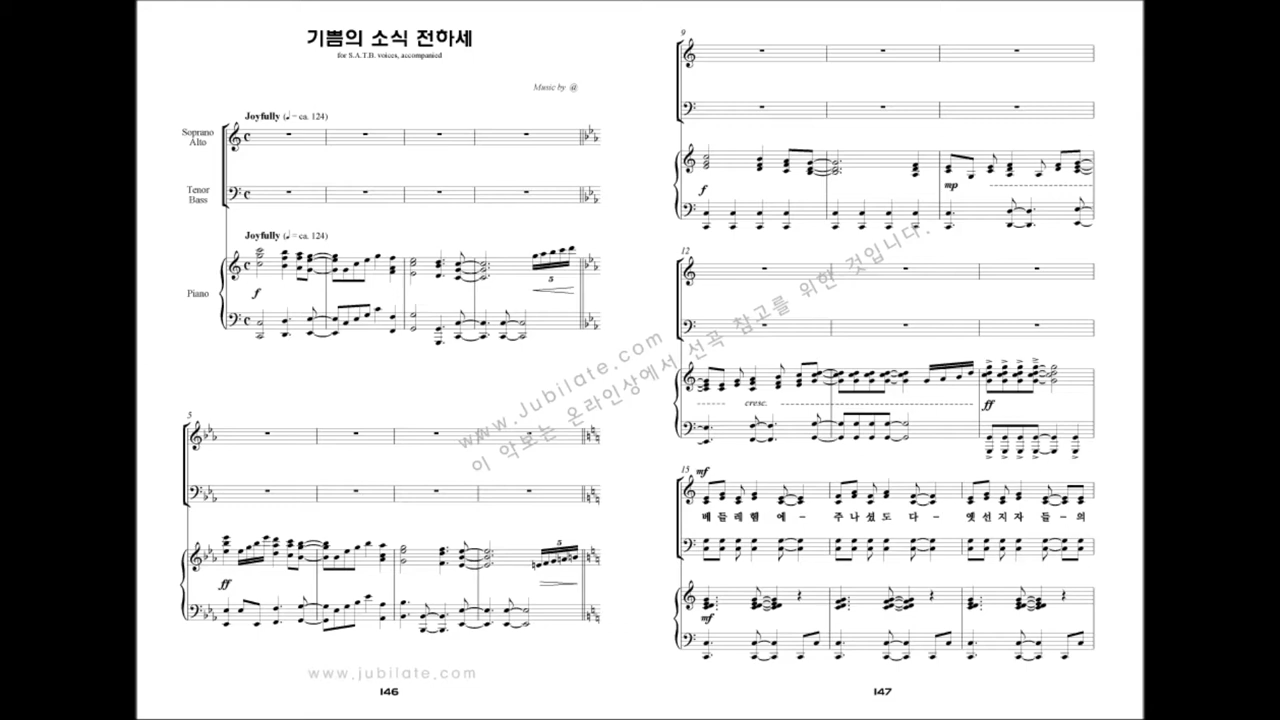 기쁨의 소식 전하세
for S.A.T.B. voices, accompanied
Music by @
Joyfully (♩= ca. 124)
Soprano
Alto
Tenor
Bass
Joyfully (♩= ca. 124)
Piano
f
5
5
ff
5
www.jubilate.com
146
9
f
mp
12
cresc.
ff
15
mf
베들레헴 에- 주나셨도 다- 옛선지자 들-의
mf
147
www.Jubilate.com
이 악보는 온라인상에서 선곡 참고를 위한 것입니다.